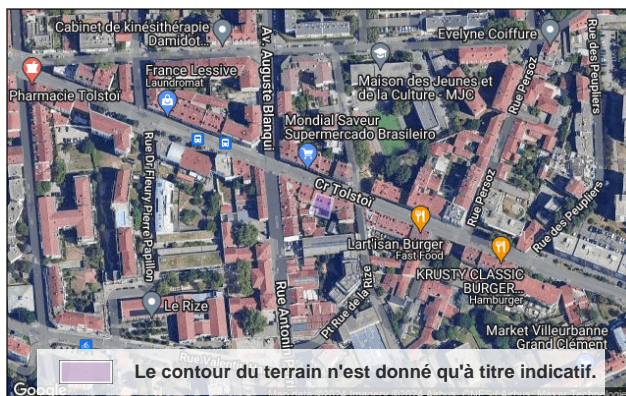 Cabinet de kinésithérapie
Damidot...
Evelyne Coiffure
Av. Auguste Blanqui
Rue des Peupliers
Rue Persoz
France Lessive
Laundromat
Maison des Jeunes et
de la Culture - MJC
Pharmacie Tolstoï
Mondial Saveur
Supermercado Brasileiro
Rue Dr Fleury Pierre Papillon
Cr Tolstoï
Rue Persoz
Rue des Peupliers
Lart'isan Burger
Fast Food
KRUSTY CLASSIC
BURGER...
Hamburger
Le Rize
Pt Rue de la Rize
Rue Antonin
Market Villeurbanne
Grand Clément
Rue Valentin
Le contour du terrain n'est donné qu'à titre indicatif.
Google